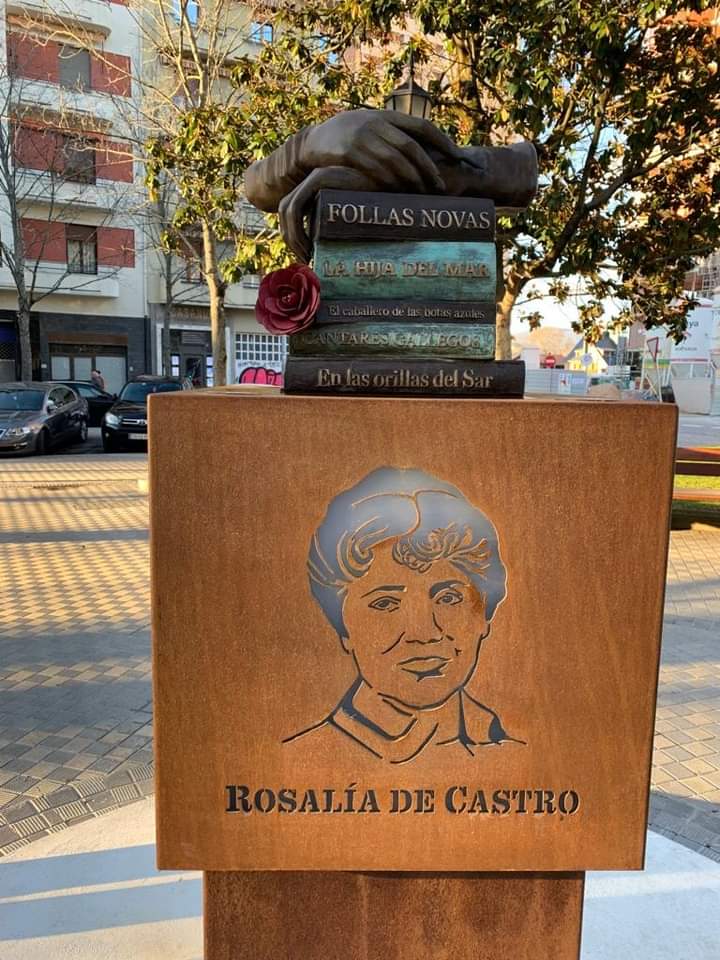 FOLLAS NOVAS
LA HIJA DEL MAR
El caballero de las botas azules
CANTARES GALLEGOS
En las orillas del Sar
ROSALÍA DE CASTRO